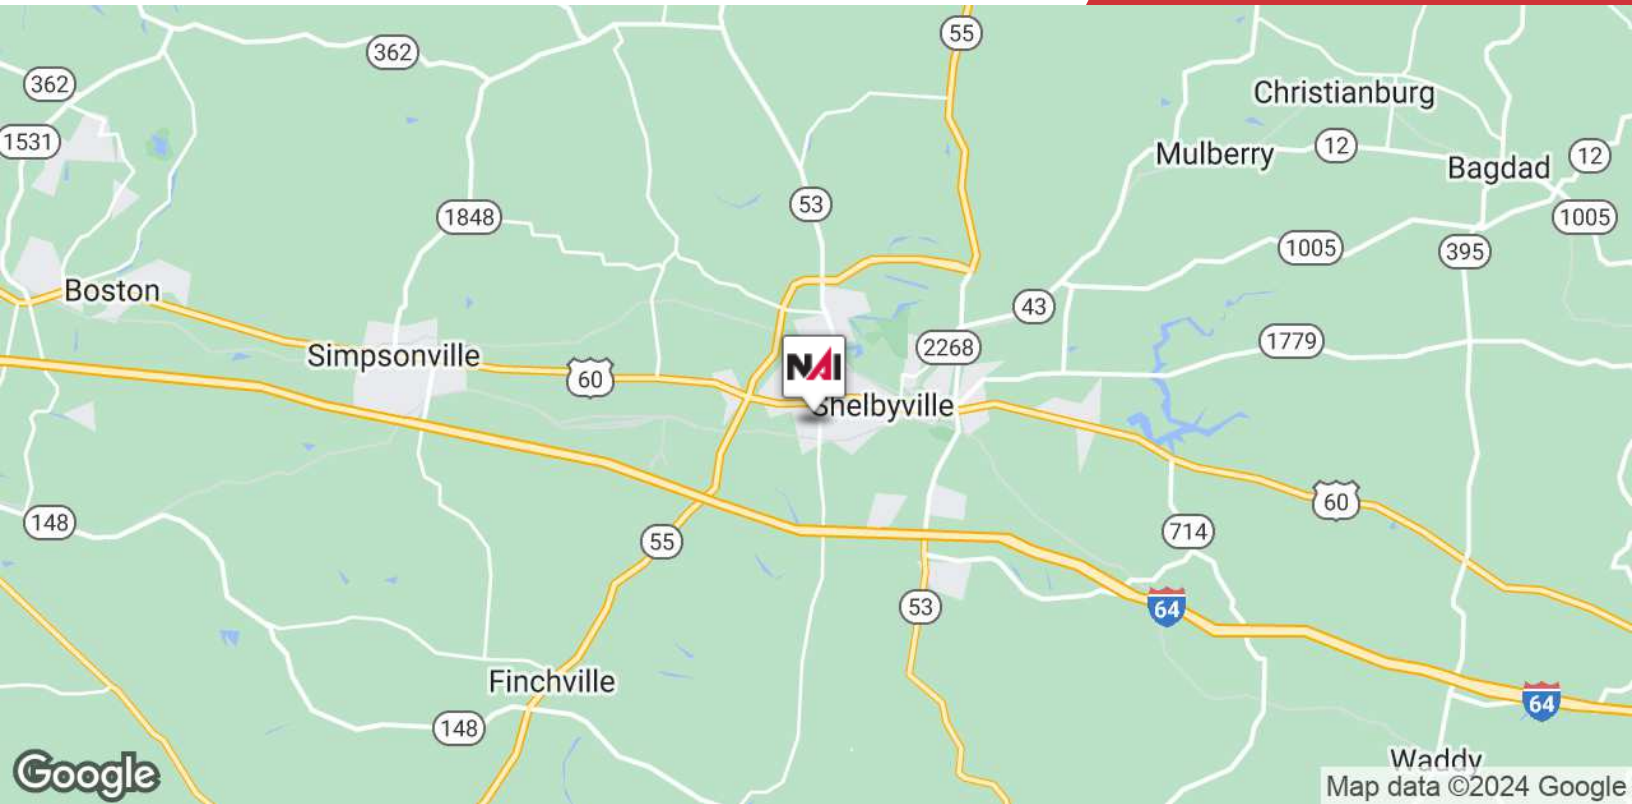 55
362
362
Christianburg
1531
Mulberry
12
Bagdad
12
53
1848
1005
1005
395
Boston
43
2268
1779
Simpsonville
60
NAI
Shelbyville
60
148
714
55
64
53
Finchville
64
148
Waddy
Google
Map data ©2024 Google